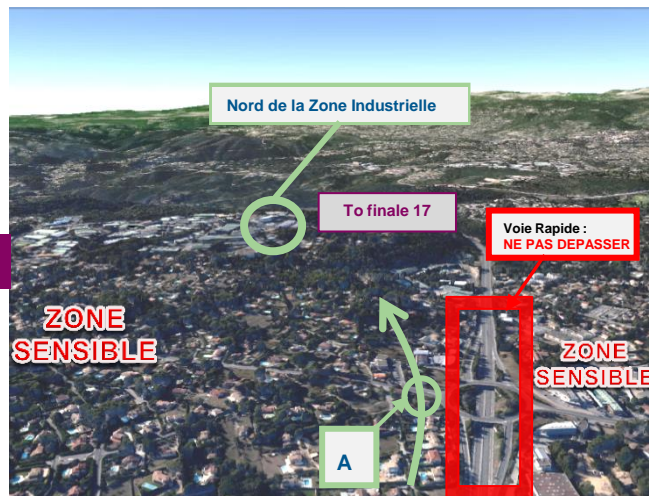 Nord de la Zone Industrielle
To finale 17
Voie Rapide :
NE PAS DEPASSER
ZONE
SENSIBLE
ZONE
SENSIBLE
A